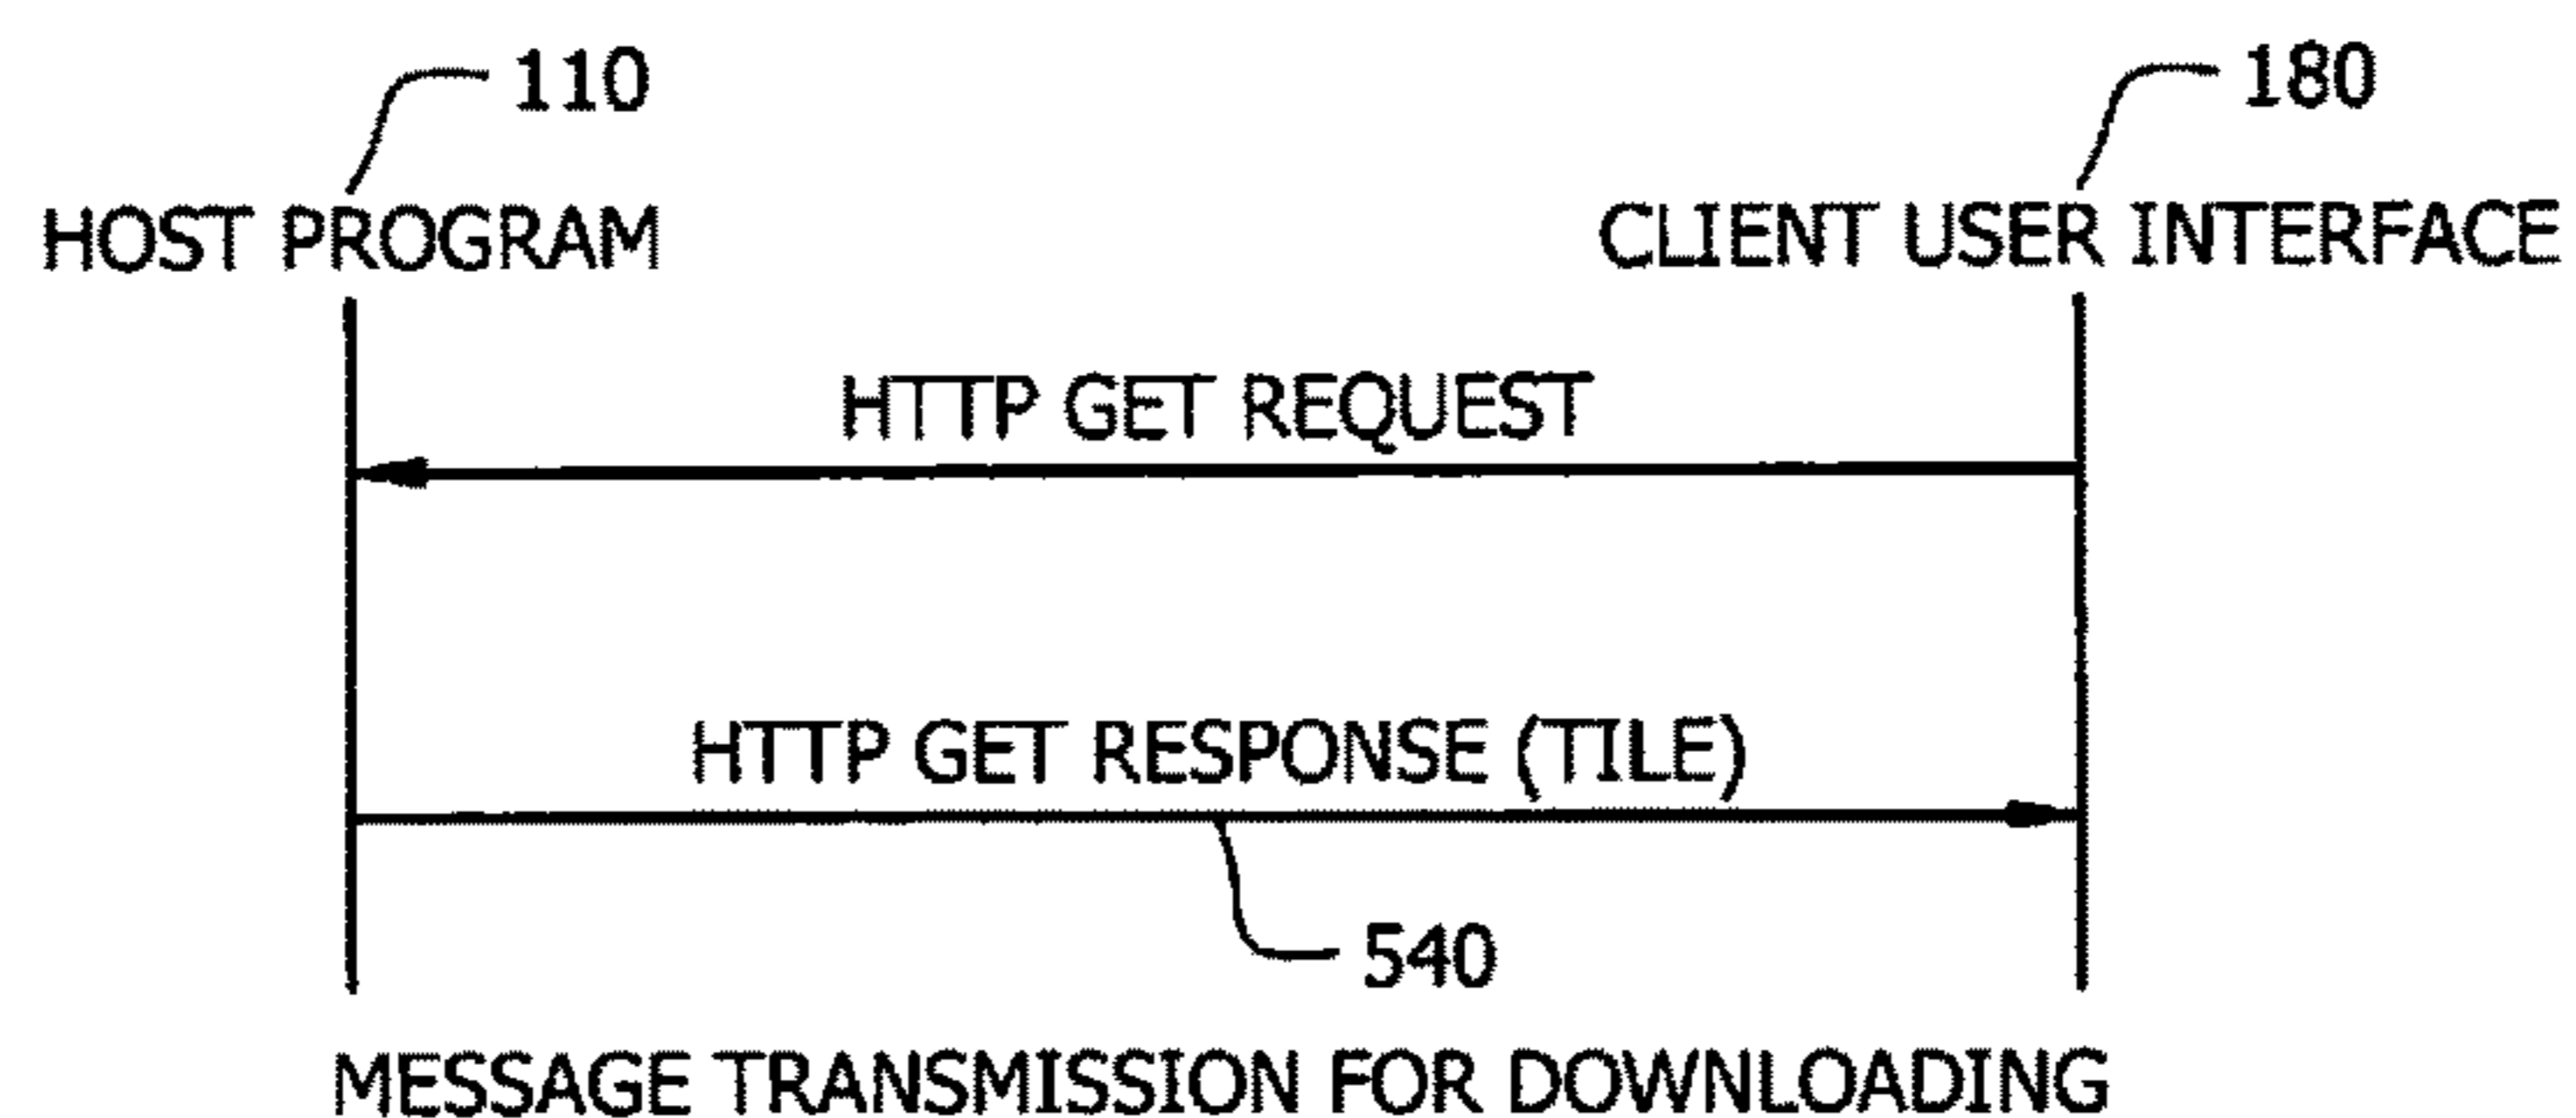 110
180
HOST PROGRAM
CLIENT USER INTERFACE
HTTP GET REQUEST
HTTP GET RESPONSE (TILE)
540
MESSAGE TRANSMISSION FOR DOWNLOADING